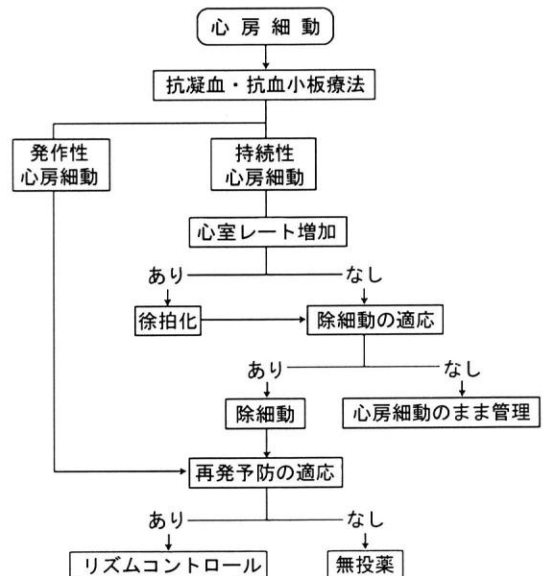 心房細動
抗凝血・抗血小板療法
発作性
心房細動
持続性
心房細動
心室レート増加
あり
なし
徐拍化
除細動の適応
あり
なし
除細動
心房細動のまま管理
再発予防の適応
あり
なし
リズムコントロール
無投薬